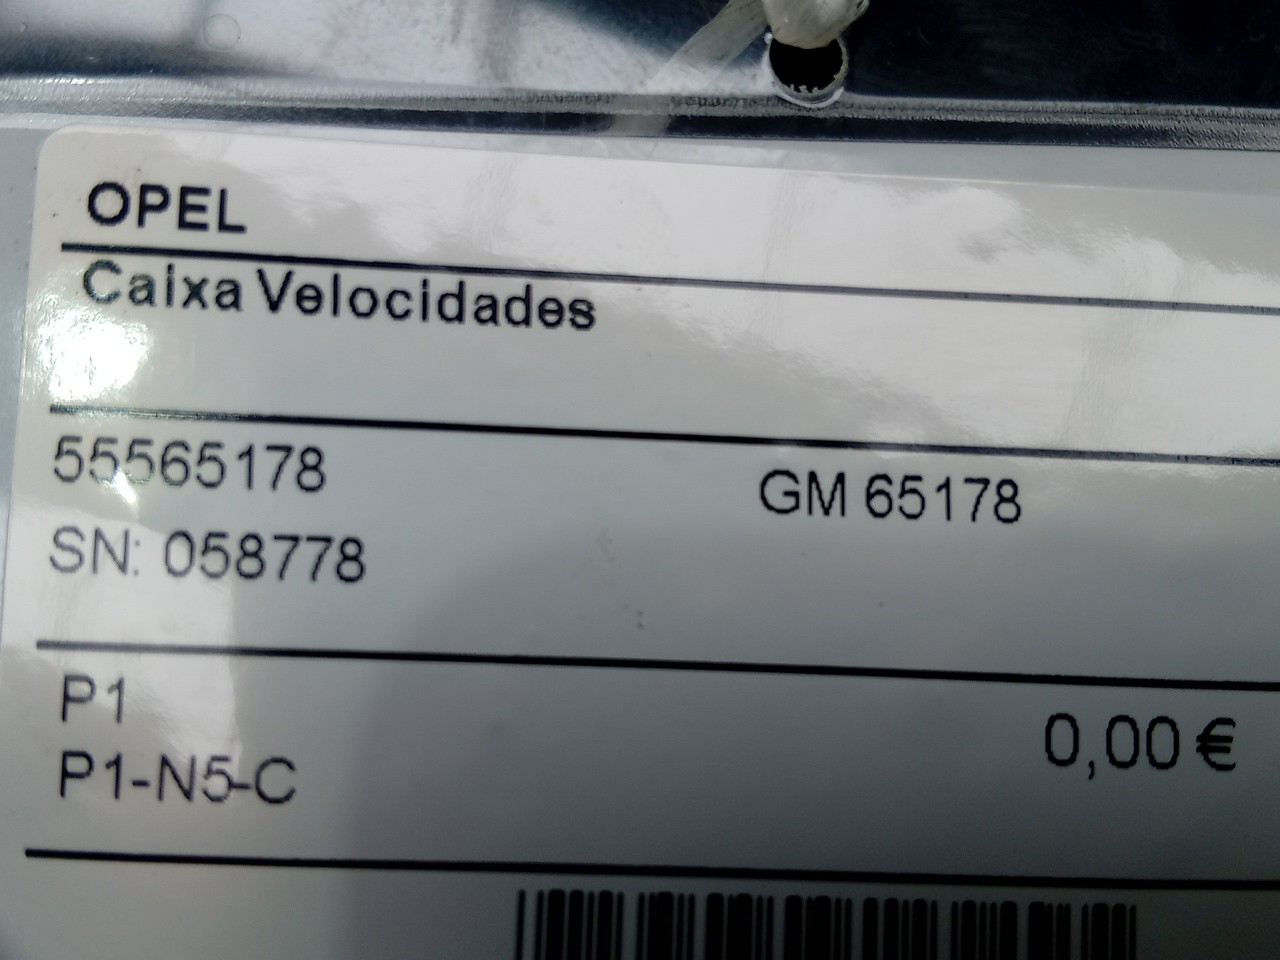 OPEL
Caixa Velocidades
55565178
GM 65178
SN: 058778
P1
0,00 €
P1-N5-C